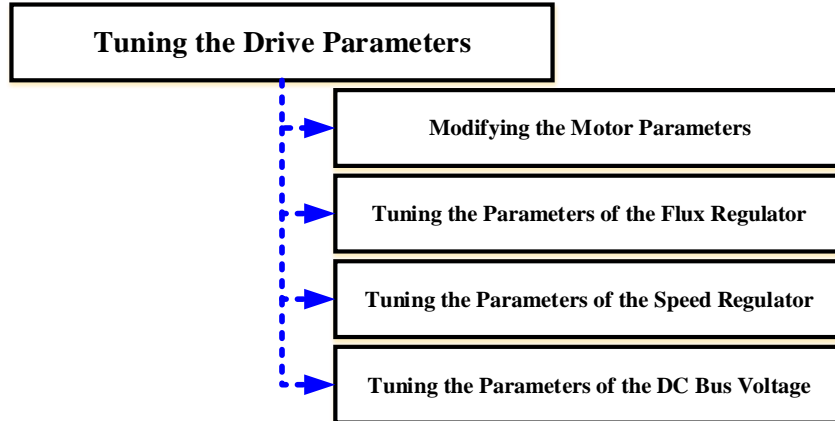 Tuning the Drive Parameters
Modifying the Motor Parameters
Tuning the Parameters of the Flux Regulator
Tuning the Parameters of the Speed Regulator
Tuning the Parameters of the DC Bus Voltage